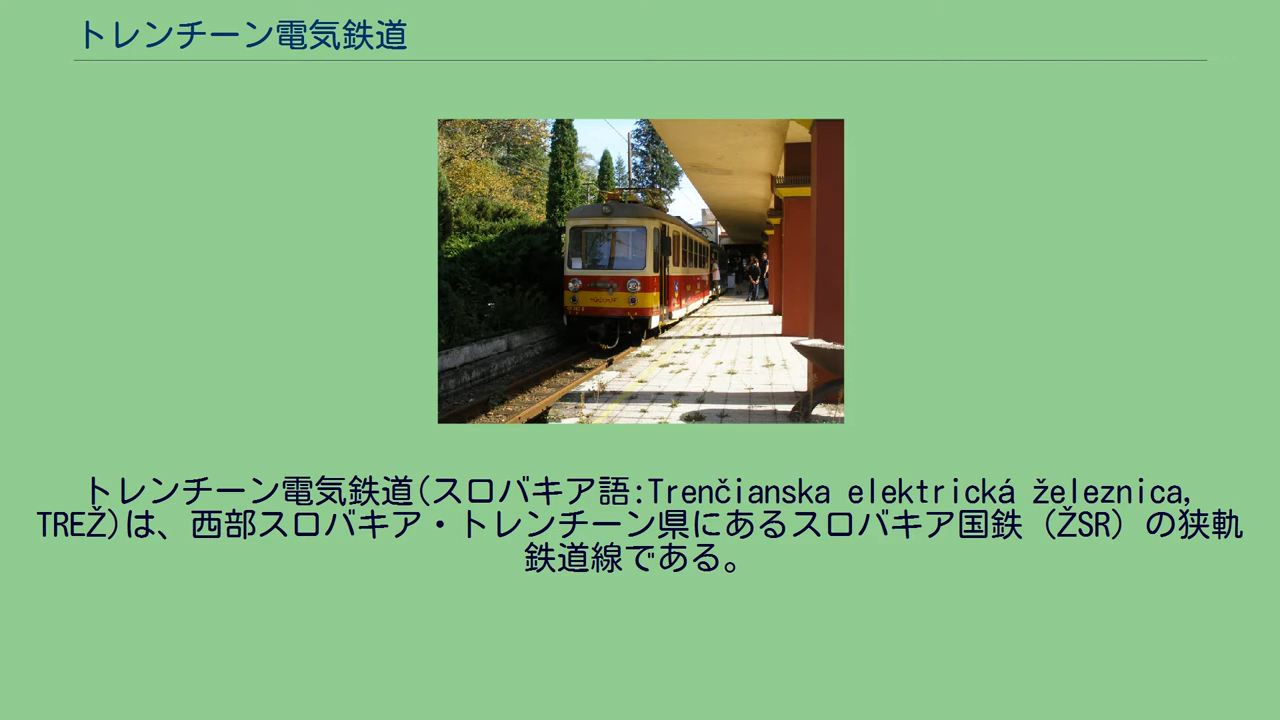 トレンチーン電気鉄道
トレンチーン電気鉄道(スロバキア語:Trenčianska elektrická železnica,
TREŽ)は、西部スロバキア・トレンチーン県にあるスロバキア国鉄（ŽSR）の狭軌
鉄道線である。